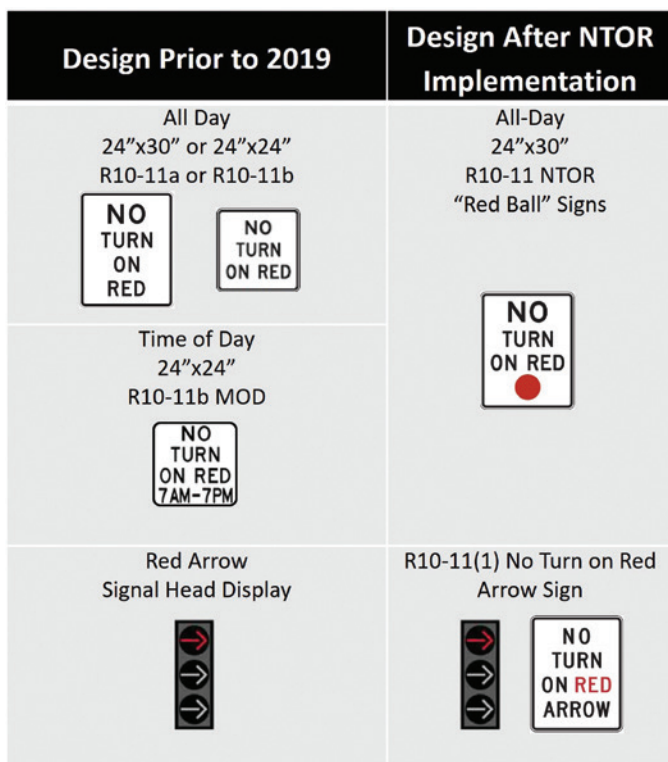 Design Prior to 2019
Design After NTOR
Implementation
All Day
24”x30” or 24”x24”
R10-11a or R10-11b
NO
TURN
ON
RED
NO
TURN
ON RED
All-Day
24”x30”
R10-11 NTOR
“Red Ball” Signs
NO
TURN
ON RED
Time of Day
24”x24”
R10-11b MOD
NO
TURN
ON RED
7AM-7PM
Red Arrow
Signal Head Display
R10-11(1) No Turn on Red
Arrow Sign
NO
TURN
ON RED
ARROW